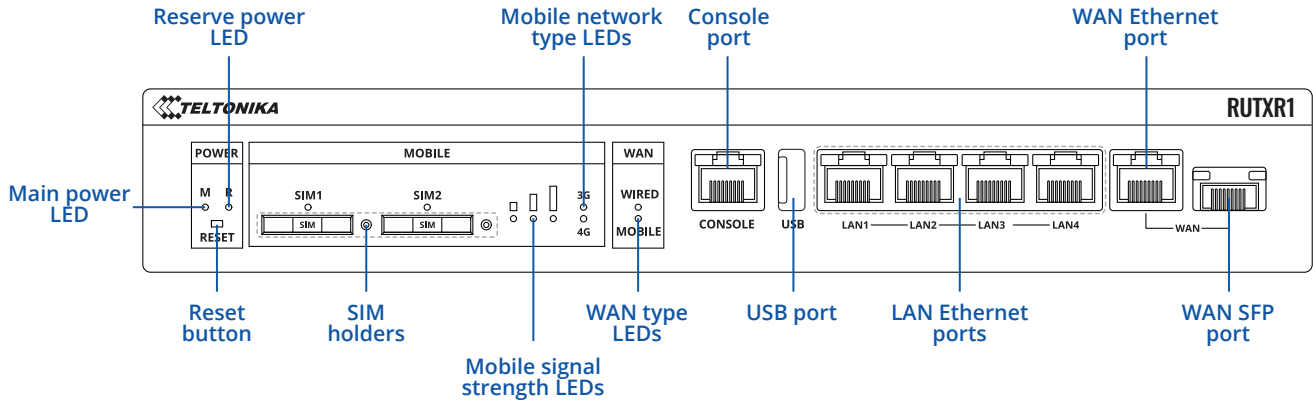 Reserve power
LED
Mobile network
type LEDs
Console
port
WAN Ethernet
port
TELTONIKA
RUTXR1
POWER
MOBILE
WAN
Main power
LED
M R
SIM1
SIM2
3G
WIRED
SIM
SIM
RESET
4G
MOBILE
CONSOLE
USB
LAN1
LAN2
LAN3
LAN4
WAN
Reset
button
SIM
holders
Mobile signal
strength LEDs
WAN type
LEDs
USB port
LAN Ethernet
ports
WAN SFP
port